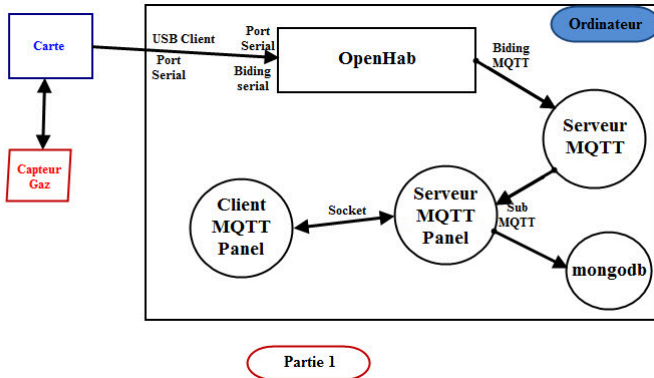 Ordinateur
Carte
USB Client
Port
Serial
Port
Serial
Biding
serial
OpenHab
Biding
MQTT
Serveur
MQTT
Capteur
Gaz
Client
MQTT
Panel
Socket
Serveur
MQTT
Panel
Sub
MQTT
mongodb
Partie 1